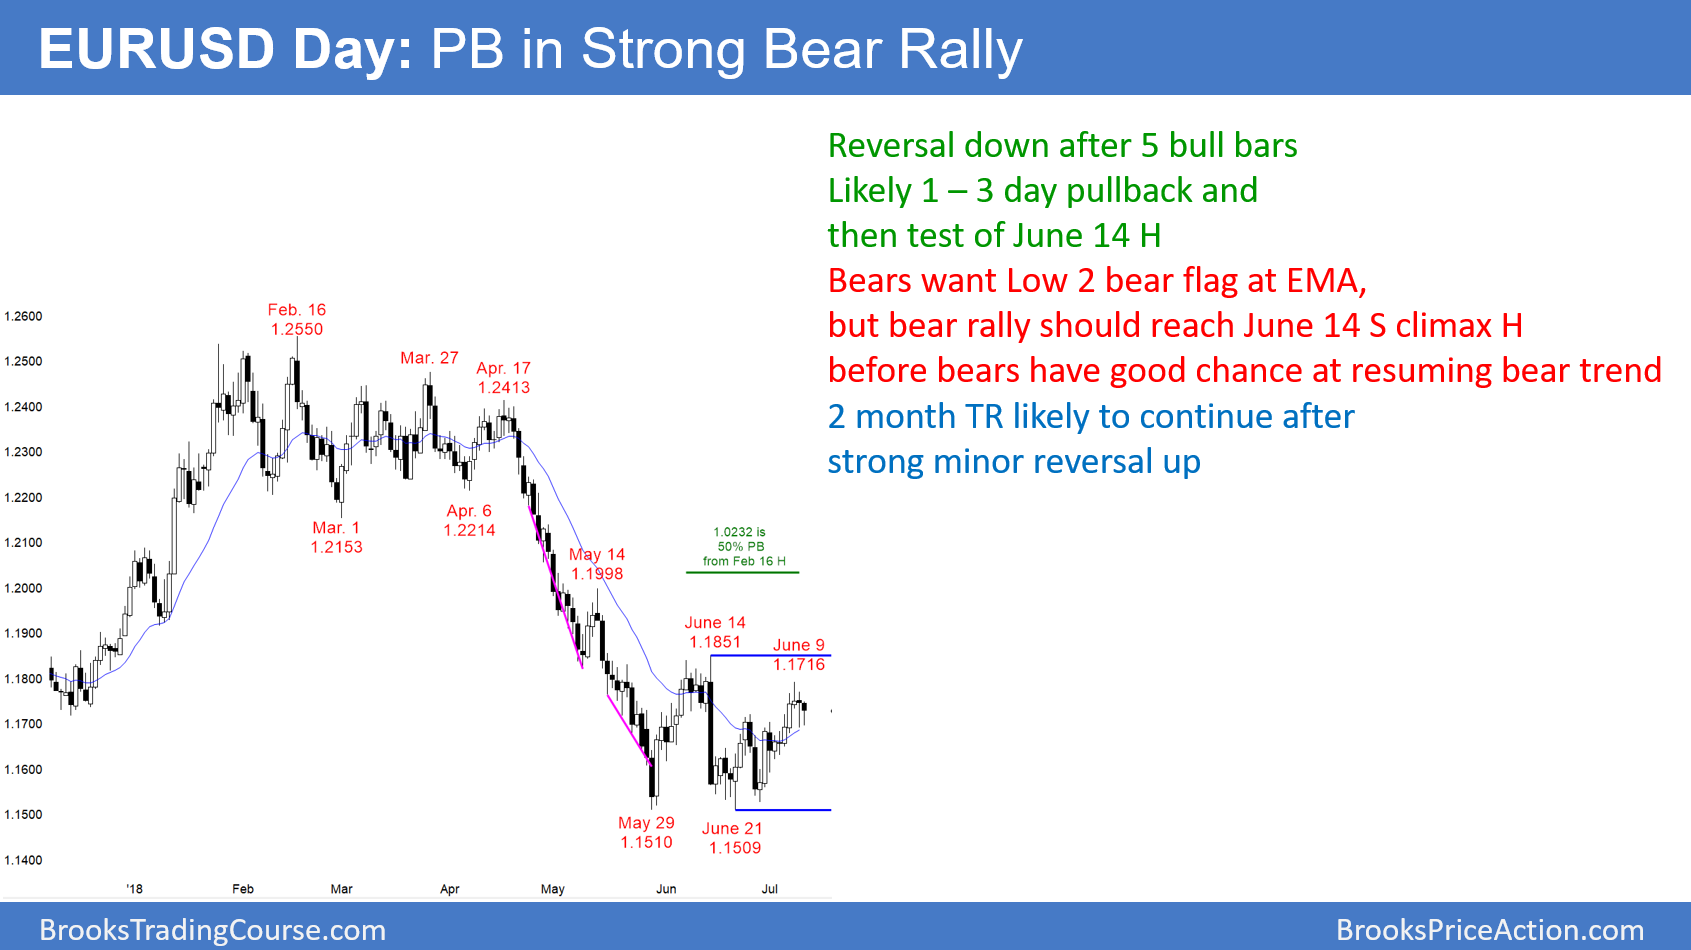 EURUSD Day: PB in Strong Bear Rally
Reversal down after 5 bull bars
Likely 1 – 3 day pullback and
then test of June 14 H
Bears want Low 2 bear flag at EMA,
but bear rally should reach June 14 S climax H
before bears have good chance at resuming bear trend
2 month TR likely to continue after
strong minor reversal up
1.2600
1.2500
1.2400
1.2300
1.2200
1.2100
1.2000
1.1900
1.1800
1.1700
1.1600
1.1500
1.1400
Feb. 16
1.2550
Mar. 1
1.2153
Mar. 27
Apr. 17
1.2413
Apr. 6
1.2214
May 14
1.1998
May 29
1.1510
1.0232 is
50% PB
from Feb 16 H
June 14
1.1851
June 9
1.1716
June 21
1.1509
'18
Feb
Mar
Apr
May
Jun
Jul
BrooksTradingCourse.com
BrooksPriceAction.com